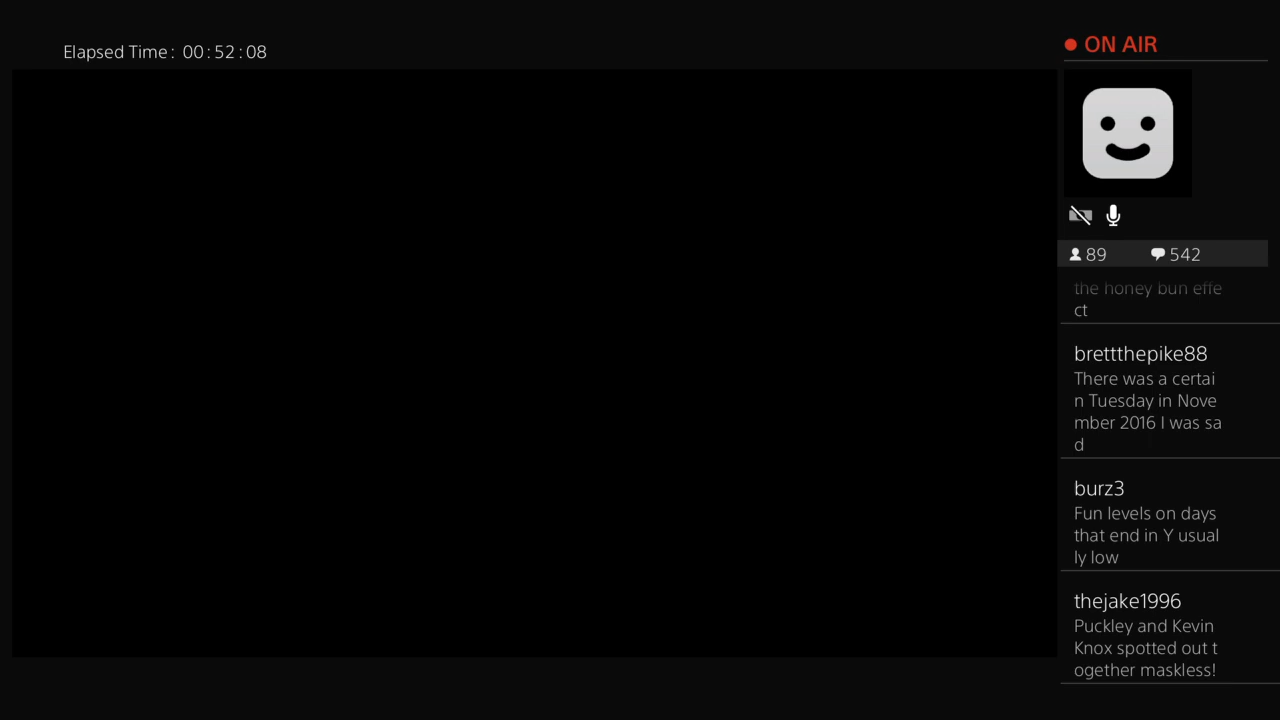 Elapsed Time: 00:52:08
ON AIR
89 542
the honey bun effe
ct
brettthepike88
There was a certai
n Tuesday in Nove
mber 2016 I was sa
d
burz3
Fun levels on days
that end in Y usual
ly low
thejake1996
Puckley and Kevin
Knox spotted out t
ogether maskless!